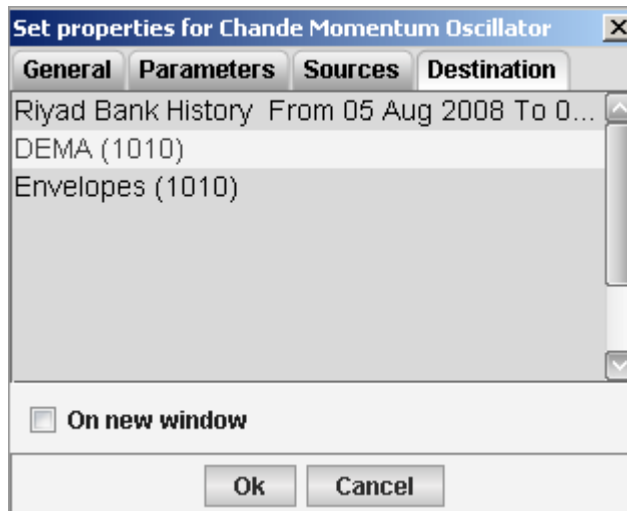 Set properties for Chande Momentum Oscillator
General Parameters Sources Destination
Riyad Bank History From 05 Aug 2008 To 0...
DEMA (1010)
Envelopes (1010)
On new window
Ok Cancel